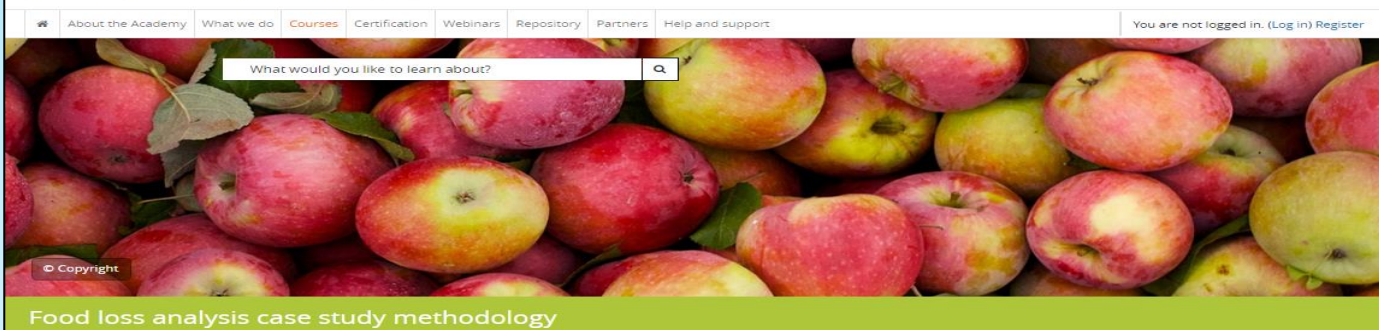 About the Academy What we do Courses Certification Webinars Repository Partners Help and support You are not logged in. (Log in) Register
What would you like to learn about?
© Copyright
Food loss analysis case study methodology